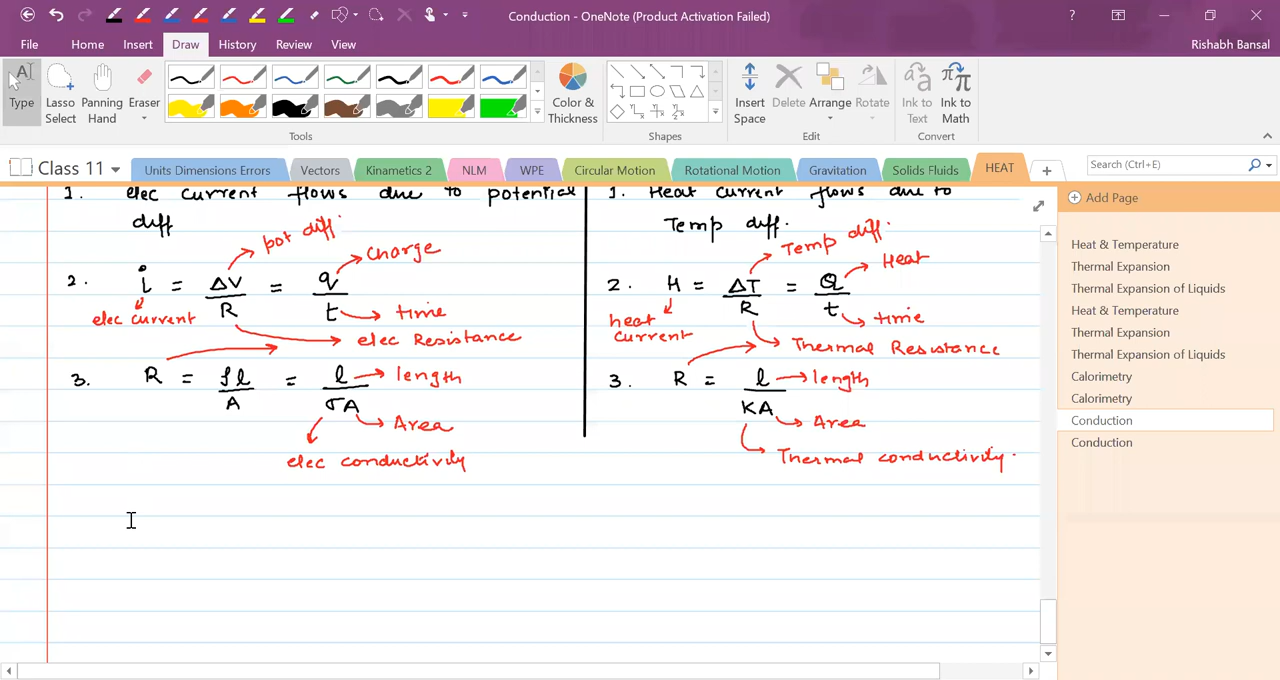 Conduction - OneNote (Product Activation Failed)
?
File Home Insert Draw History Review View
Rishabh Bansal
Type
Lasso Select
Panning Hand
Eraser
Color & Thickness
Insert Space
Delete
Arrange
Rotate
Ink to Text
Ink to Math
Tools
Shapes
Edit
Convert
Class 11
Units Dimensions Errors
Vectors
Kinematics 2
NLM
WPE
Circular Motion
Rotational Motion
Gravitation
Solids Fluids
HEAT
Search (Ctrl+E)
Add Page
Heat & Temperature
Thermal Expansion
Thermal Expansion of Liquids
Heat & Temperature
Thermal Expansion
Thermal Expansion of Liquids
Calorimetry
Calorimetry
Conduction
Conduction
1. elec current flows due to potential
diff
pot diff.
charge
2. i = ΔV/R = q/t
elec current
time
elec Resistance
3. R = ρl/A = l/σA
length
Area
elec conductivity
1. Heat current flows due to
Temp diff.
Temp diff.
Heat
2. H = ΔT/R = Q/t
heat current
time
Thermal Resistance
3. R = l/KA
length
Area
Thermal conductivity.